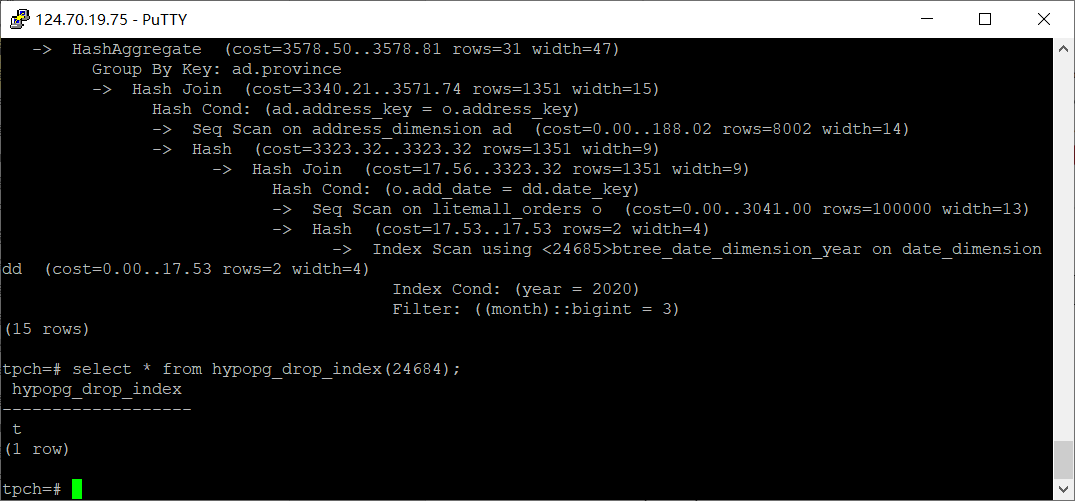 124.70.19.75 - PuTTY
-> HashAggregate (cost=3578.50..3578.81 rows=31 width=47)
Group By Key: ad.province
-> Hash Join (cost=3340.21..3571.74 rows=1351 width=15)
Hash Cond: (ad.address_key = o.address_key)
-> Seq Scan on address_dimension ad (cost=0.00..188.02 rows=8002 width=14)
-> Hash (cost=3323.32..3323.32 rows=1351 width=9)
-> Hash Join (cost=17.56..3323.32 rows=1351 width=9)
Hash Cond: (o.add_date = dd.date_key)
-> Seq Scan on litemall_orders o (cost=0.00..3041.00 rows=100000 width=13)
-> Hash (cost=17.53..17.53 rows=2 width=4)
-> Index Scan using <24685>btree_date_dimension_year on date_dimension
dd (cost=0.00..17.53 rows=2 width=4)
Index Cond: (year = 2020)
Filter: ((month)::bigint = 3)
(15 rows)
tpch=# select * from hypopg_drop_index(24684);
hypopg_drop_index
-------------------
t
(1 row)
tpch=#